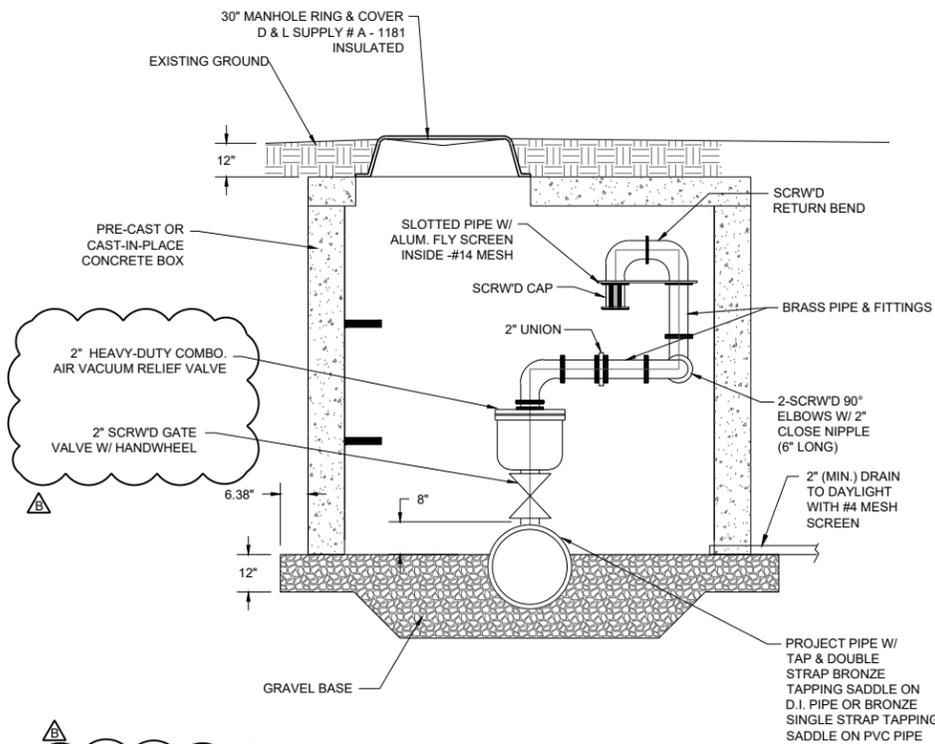 30" MANHOLE RING & COVER
D & L SUPPLY # A - 1181
INSULATED
EXISTING GROUND
12"
PRE-CAST OR
CAST-IN-PLACE
CONCRETE BOX
SLOTTED PIPE W/
ALUM. FLY SCREEN
INSIDE -#14 MESH
SCRW'D
RETURN BEND
SCRW'D CAP
BRASS PIPE & FITTINGS
2" UNION
2" HEAVY-DUTY COMBO.
AIR VACUUM RELIEF VALVE
2" SCRW'D GATE
VALVE W/ HANDWHEEL
2-SCRW'D 90°
ELBOWS W/ 2"
CLOSE NIPPLE
(6" LONG)
2" (MIN.) DRAIN
TO DAYLIGHT
WITH #4 MESH
SCREEN
6.38"
8"
B
12"
GRAVEL BASE
PROJECT PIPE W/
TAP & DOUBLE
STRAP BRONZE
TAPPING SADDLE ON
D.I. PIPE OR BRONZE
SINGLE STRAP TAPPING
SADDLE ON PVC PIPE
B